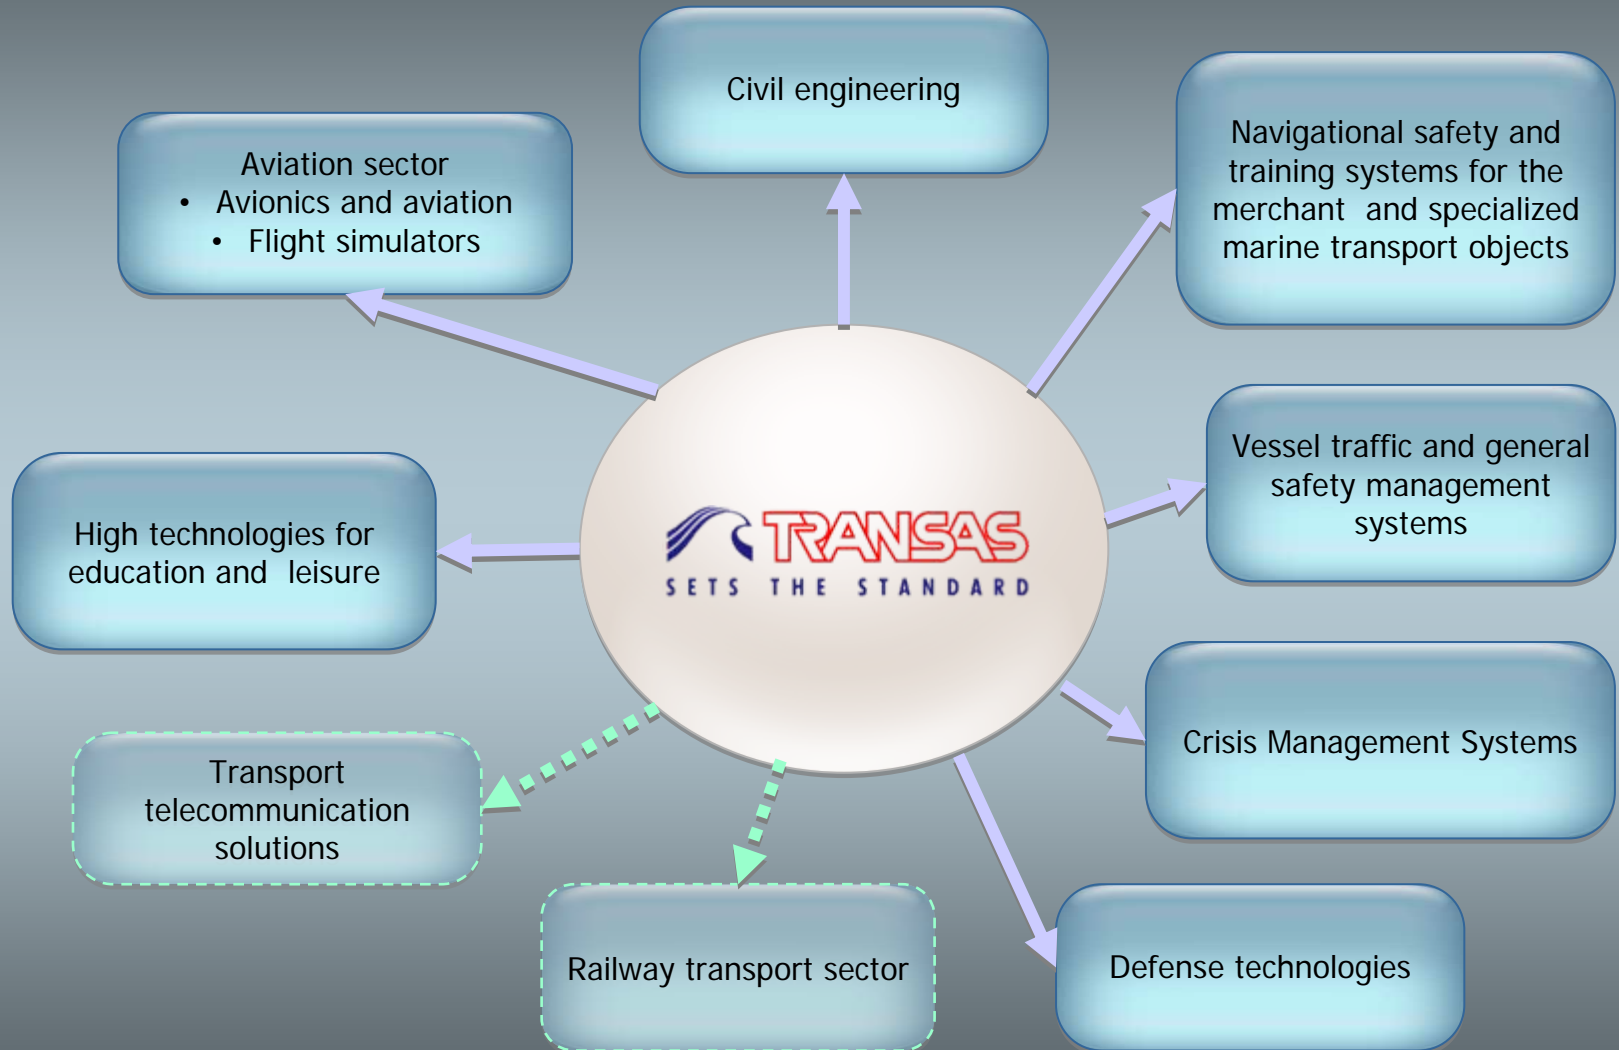 Civil engineering
Aviation sector
• Avionics and aviation
• Flight simulators
Navigational safety and
training systems for the
merchant and specialized
marine transport objects
High technologies for
education and leisure
TRANSAS
SETS THE STANDARD
Vessel traffic and general
safety management
systems
Transport
telecommunication
solutions
Crisis Management Systems
Railway transport sector
Defense technologies